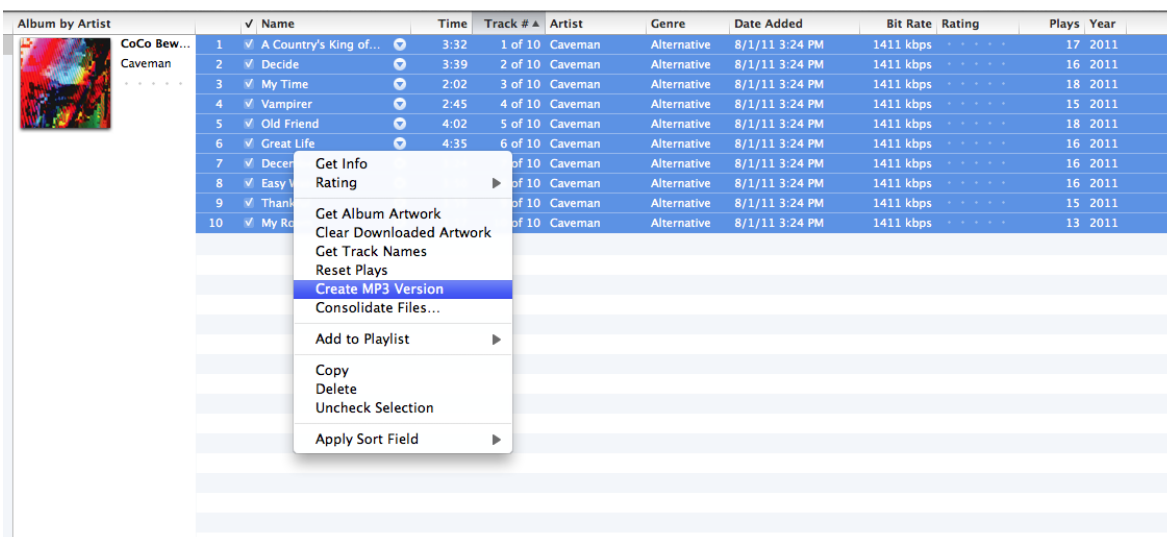 Album by Artist ✓ Name Time Track # ▲ Artist Genre Date Added Bit Rate Rating Plays Year
CoCo Bew...
Caveman
1 A Country's King of... 3:32 1 of 10 Caveman Alternative 8/1/11 3:24 PM 1411 kbps 17 2011
2 Decide 3:39 2 of 10 Caveman Alternative 8/1/11 3:24 PM 1411 kbps 16 2011
3 My Time 2:02 3 of 10 Caveman Alternative 8/1/11 3:24 PM 1411 kbps 18 2011
4 Vampirer 2:45 4 of 10 Caveman Alternative 8/1/11 3:24 PM 1411 kbps 15 2011
5 Old Friend 4:02 5 of 10 Caveman Alternative 8/1/11 3:24 PM 1411 kbps 18 2011
6 Great Life 4:35 6 of 10 Caveman Alternative 8/1/11 3:24 PM 1411 kbps 16 2011
7 of 10 Caveman Alternative 8/1/11 3:24 PM 1411 kbps 16 2011
8 Easy of 10 Caveman Alternative 8/1/11 3:24 PM 1411 kbps 16 2011
9 Thank of 10 Caveman Alternative 8/1/11 3:24 PM 1411 kbps 15 2011
10 My of 10 Caveman Alternative 8/1/11 3:24 PM 1411 kbps 13 2011
Get Info
Rating
Get Album Artwork
Clear Downloaded Artwork
Get Track Names
Reset Plays
Create MP3 Version
Consolidate Files...
Add to Playlist
Copy
Delete
Uncheck Selection
Apply Sort Field